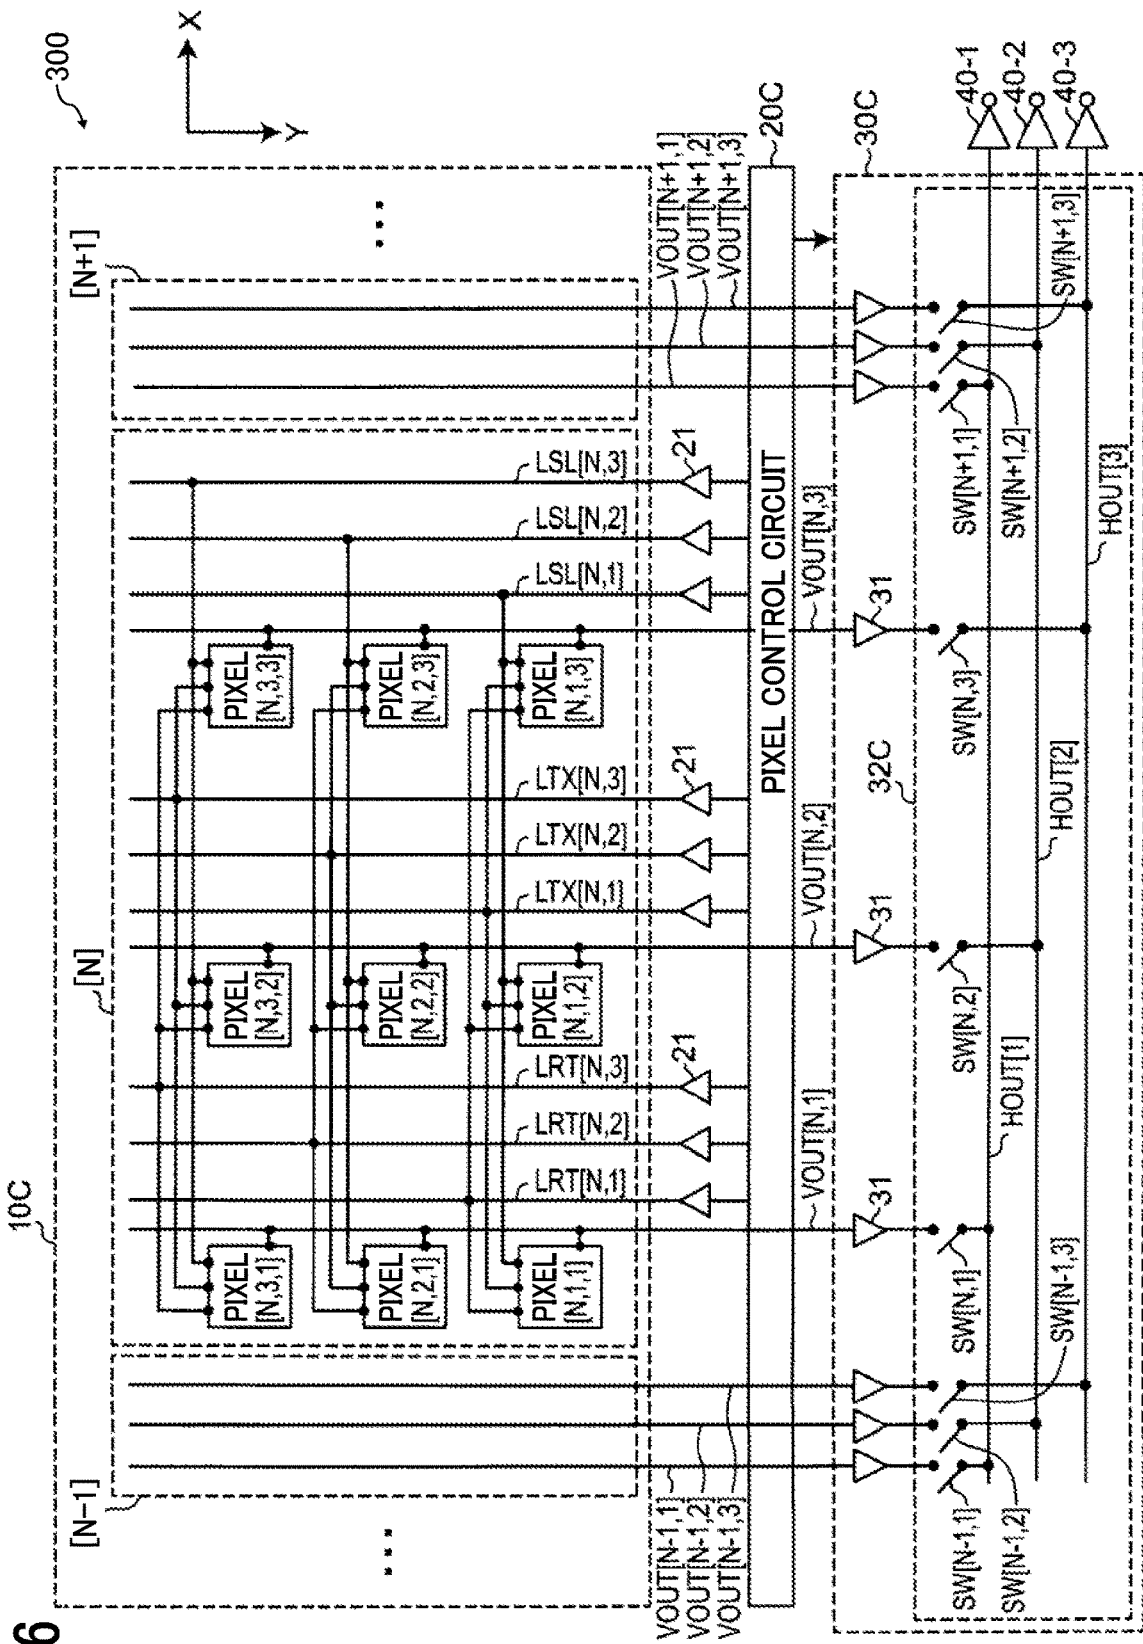 6
300
X
Y
10C
[N-1]
[N]
[N+1]
PIXEL
[N,3,1]
PIXEL
[N,3,2]
PIXEL
[N,3,3]
PIXEL
[N,2,1]
PIXEL
[N,2,2]
PIXEL
[N,2,3]
PIXEL
[N,1,1]
PIXEL
[N,1,2]
PIXEL
[N,1,3]
LRT[N,1]
LRT[N,2]
LRT[N,3]
LTX[N,1]
LTX[N,2]
LTX[N,3]
LSL[N,1]
LSL[N,2]
LSL[N,3]
21
21
21
VOUT[N-1,1]
VOUT[N-1,2]
VOUT[N-1,3]
VOUT[N+1,1]
VOUT[N+1,2]
VOUT[N+1,3]
PIXEL CONTROL CIRCUIT
20C
VOUT[N,1]
VOUT[N,2]
VOUT[N,3]
30C
31
31
31
32C
SW[N-1,1]
SW[N-1,2]
SW[N-1,3]
SW[N,1]
SW[N,2]
SW[N,3]
SW[N+1,1]
SW[N+1,2]
SW[N+1,3]
HOUT[1]
HOUT[2]
HOUT[3]
40-1
40-2
40-3